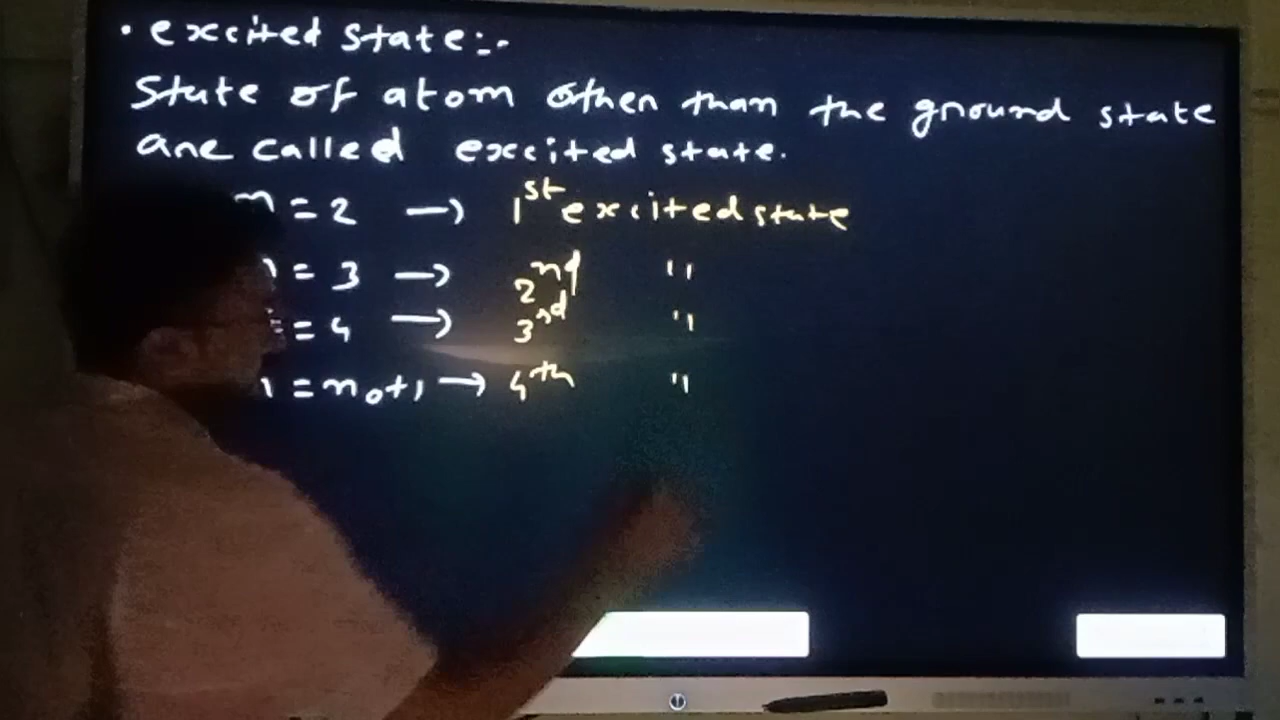 • excited state:-
State of atom other than the ground state
are called excited state.
n = 2 → 1st excited state
= 3 → 2nd "
= 4 → 3rd "
= n0+1 → 4th "